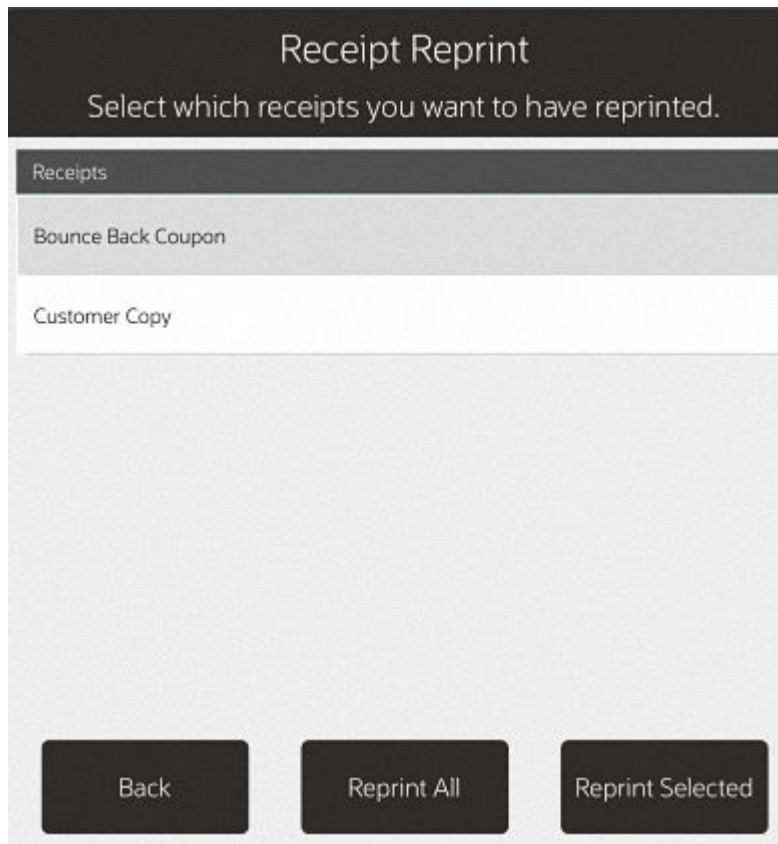 Receipt Reprint
Select which receipts you want to have reprinted.
Receipts
Bounce Back Coupon
Customer Copy
Back
Reprint All
Reprint Selected